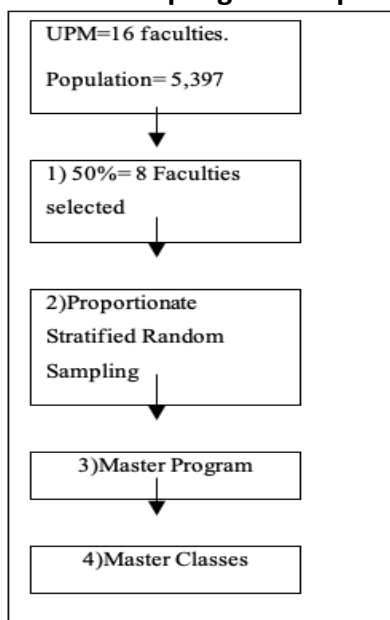 UPM=16 faculties.
Population= 5,397
1) 50%= 8 Faculties
selected
2)Proportionate
Stratified Random
Sampling
3)Master Program
4)Master Classes